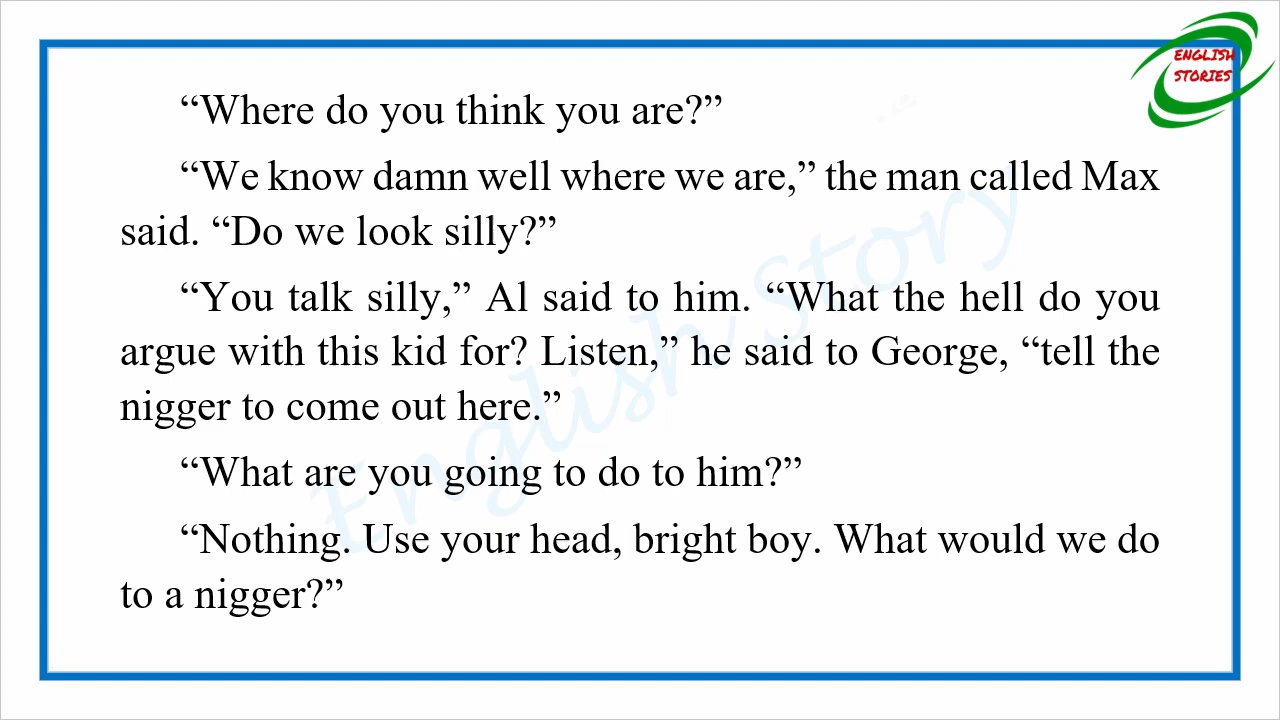 ENGLISH
STORIES
“Where do you think you are?”
“We know damn well where we are,” the man called Max
said. “Do we look silly?”
“You talk silly,” Al said to him. “What the hell do you
argue with this kid for? Listen,” he said to George, “tell the
nigger to come out here.”
“What are you going to do to him?”
“Nothing. Use your head, bright boy. What would we do
to a nigger?”
English Story